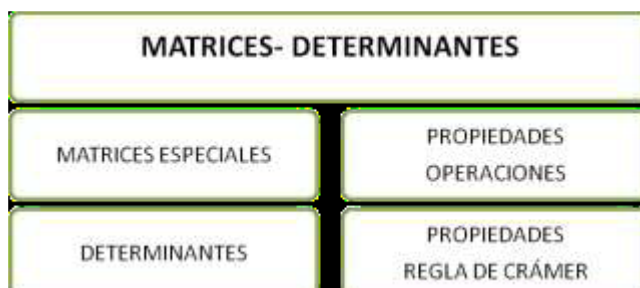 MATRICES- DETERMINANTES
MATRICES ESPECIALES
PROPIEDADES
OPERACIONES
DETERMINANTES
PROPIEDADES
REGLA DE CRÁMER